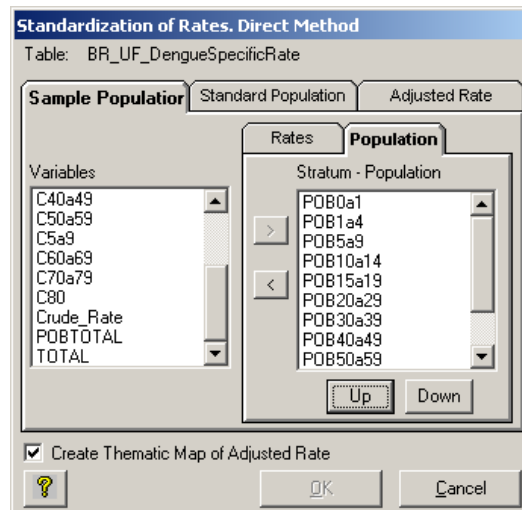 Standardization of Rates. Direct Method
Table: BR_UF_DengueSpecificRate
Sample Population
Standard Population
Adjusted Rate
Rates
Population
Variables
C40a49
C50a59
C5a9
C60a69
C70a79
C80
Crude_Rate
POBTOTAL
TOTAL
>
<
Stratum - Population
POB0a1
POB1a4
POB5a9
POB10a14
POB15a19
POB20a29
POB30a39
POB40a49
POB50a59
Up
Down
Create Thematic Map of Adjusted Rate
?
OK
Cancel